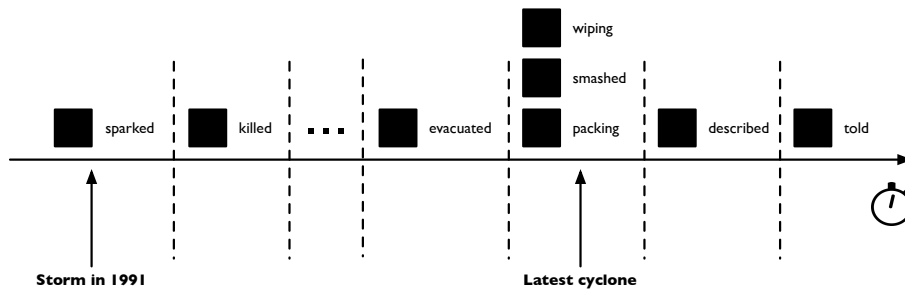 wiping
smashed
sparked killed ... evacuated packing described told
Storm in 1991 Latest cyclone